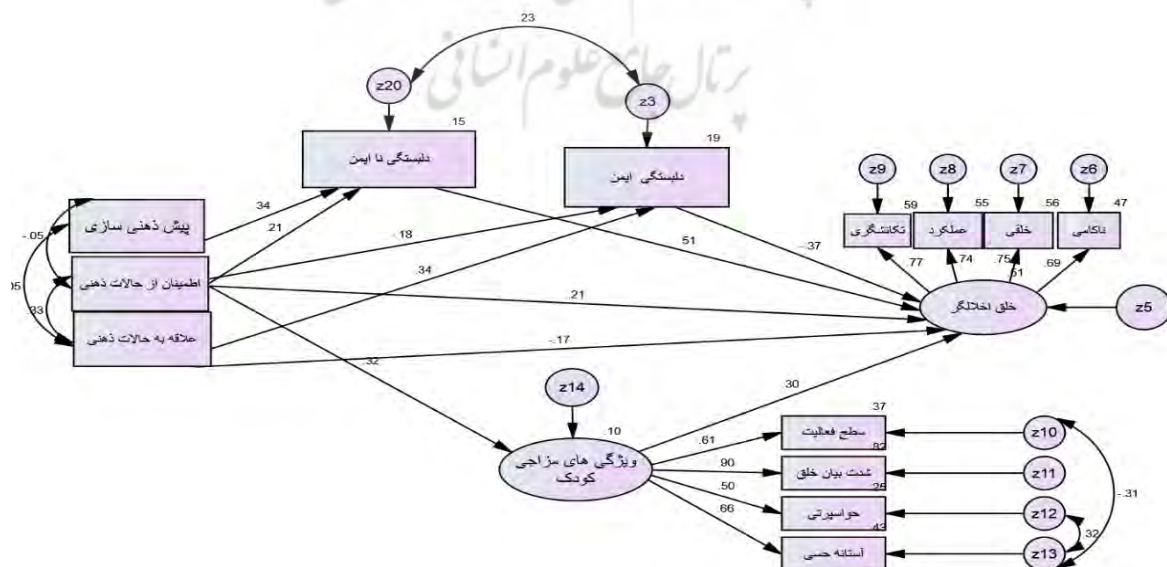 پرتال جامع علوم انسانی
.23
z20
z3
.15
.19
دلبستگی نا ایمن
دلبستگی ایمن
z9
z8
z7
z6
.59
.55
.56
.47
تکانشگری
عملکرد
خلقی
ناکامی
.77
.74
.75
.69
.61
پیش ذهنی سازی
اطمینان از حالات ذهنی
علاقه به حالات ذهنی
-.05
.05
.33
.34
.21
-.18
.34
.51
-.37
.21
-.17
.32
خلق اخلالگر
z5
z14
.30
.10
ویژگی های مزاجی
کودک
.61
.90
.50
.66
.37
سطح فعالیت
z10
.82
شدت بیان خلق
z11
.25
حواسپرتی
z12
.43
آستانه حسی
z13
-.31
.32